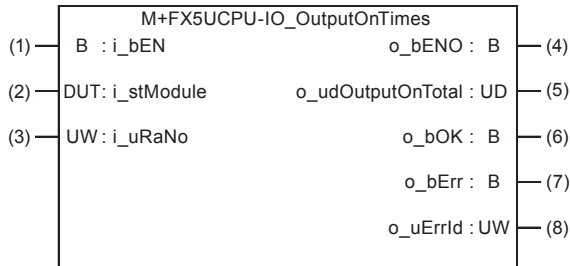 M+FX5UCPU-IO_OutputOnTimes
(1) B : i_bEN o_bENO : B (4)
(2) DUT: i_stModule o_udOutputOnTotal : UD (5)
(3) UW : i_uRaNo o_bOK : B (6)
o_bErr : B (7)
o_uErrId : UW (8)